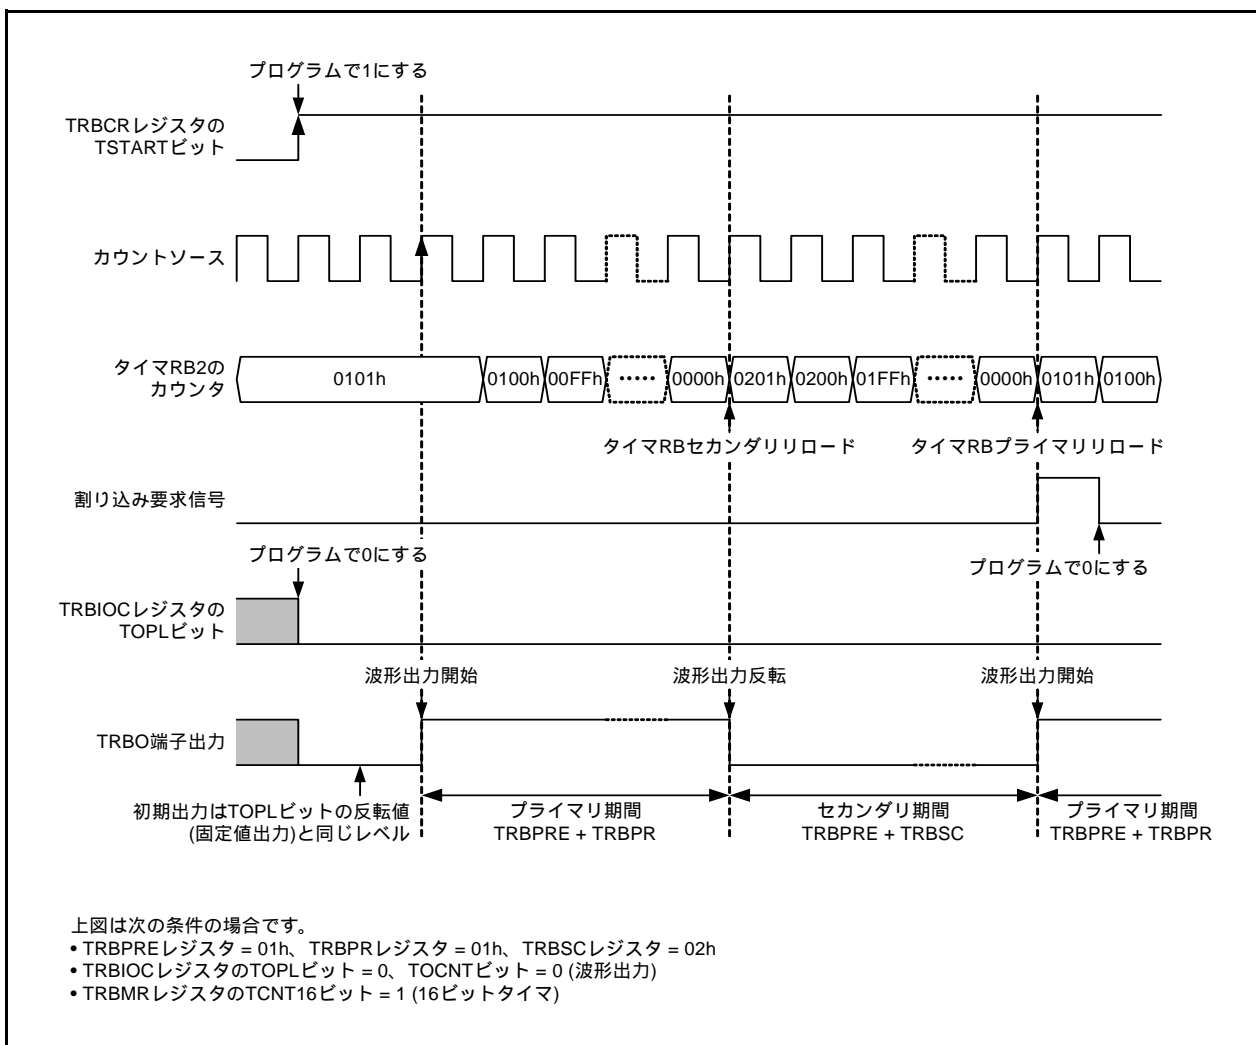 プログラムで1にする
TRBCRレジスタの
TSTARTビット
カウントソース
タイマRB2の
カウンタ
0101h
0100h
00FFh
•••••
0000h
0201h
0200h
01FFh
•••••
0000h
0101h
0100h
タイマRBセカンダリリロード
タイマRBプライマリリロード
割り込み要求信号
プログラムで0にする
プログラムで0にする
TRBIOCレジスタの
TOPLビット
波形出力開始
波形出力反転
波形出力開始
TRBO端子出力
初期出力はTOPLビットの反転値
(固定値出力)と同じレベル
プライマリ期間
TRBPRE + TRBPR
セカンダリ期間
TRBPRE + TRBSC
プライマリ期間
TRBPRE + TRBPR
上図は次の条件の場合です。
• TRBPREレジスタ = 01h、TRBPRレジスタ = 01h、TRBSCレジスタ = 02h
• TRBIOCレジスタのTOPLビット = 0、TOCNTビット = 0 (波形出力)
• TRBMRレジスタのTCNT16ビット = 1 (16ビットタイマ)